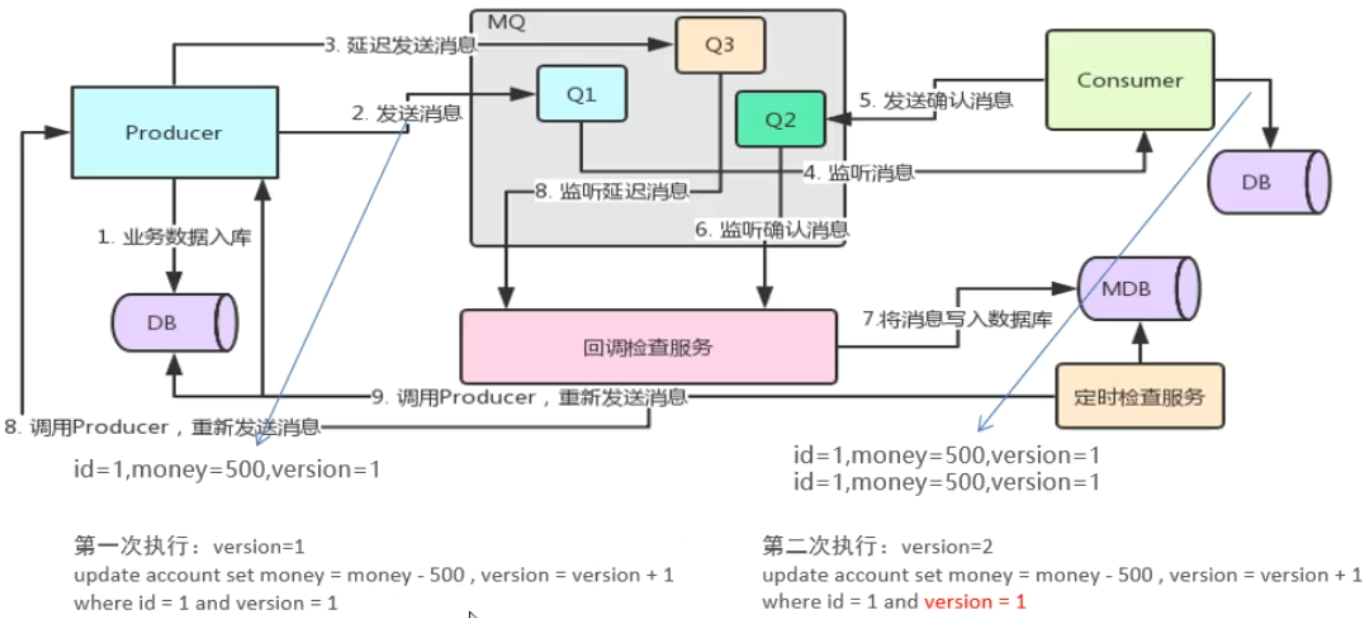 MQ
3. 延迟发送消息
Q3
Q1
Consumer
2. 发送消息
5. 发送确认消息
Q2
Producer
4. 监听消息
DB
8. 监听延迟消息
6. 监听确认消息
1. 业务数据入库
MDB
DB
7.将消息写入数据库
回调检查服务
9. 调用Producer，重新发送消息
定时检查服务
8. 调用Producer，重新发送消息
id=1,money=500,version=1
id=1,money=500,version=1
id=1,money=500,version=1
第一次执行：version=1
update account set money = money - 500 , version = version + 1
where id = 1 and version = 1
第二次执行：version=2
update account set money = money - 500 , version = version + 1
where id = 1 and version = 1